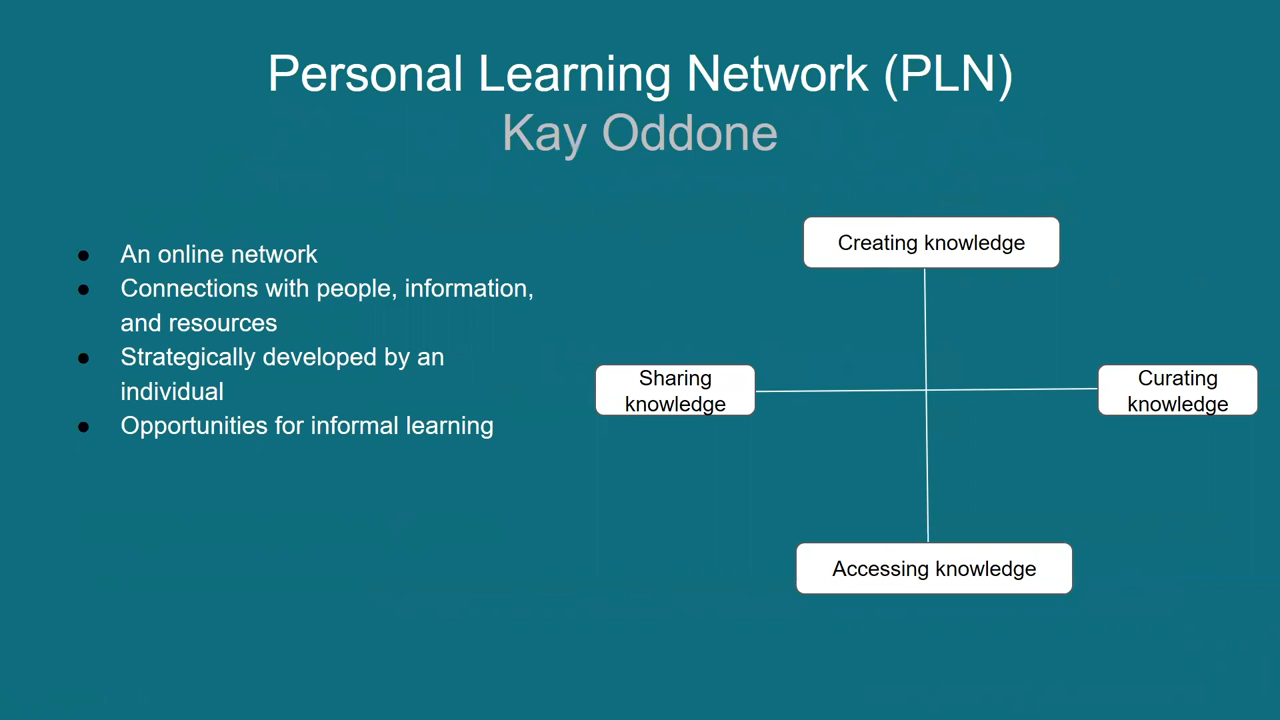 Personal Learning Network (PLN)
Kay Oddone
● An online network
● Connections with people, information,
and resources
● Strategically developed by an
individual
● Opportunities for informal learning
Creating knowledge
Sharing
knowledge
Curating
knowledge
Accessing knowledge